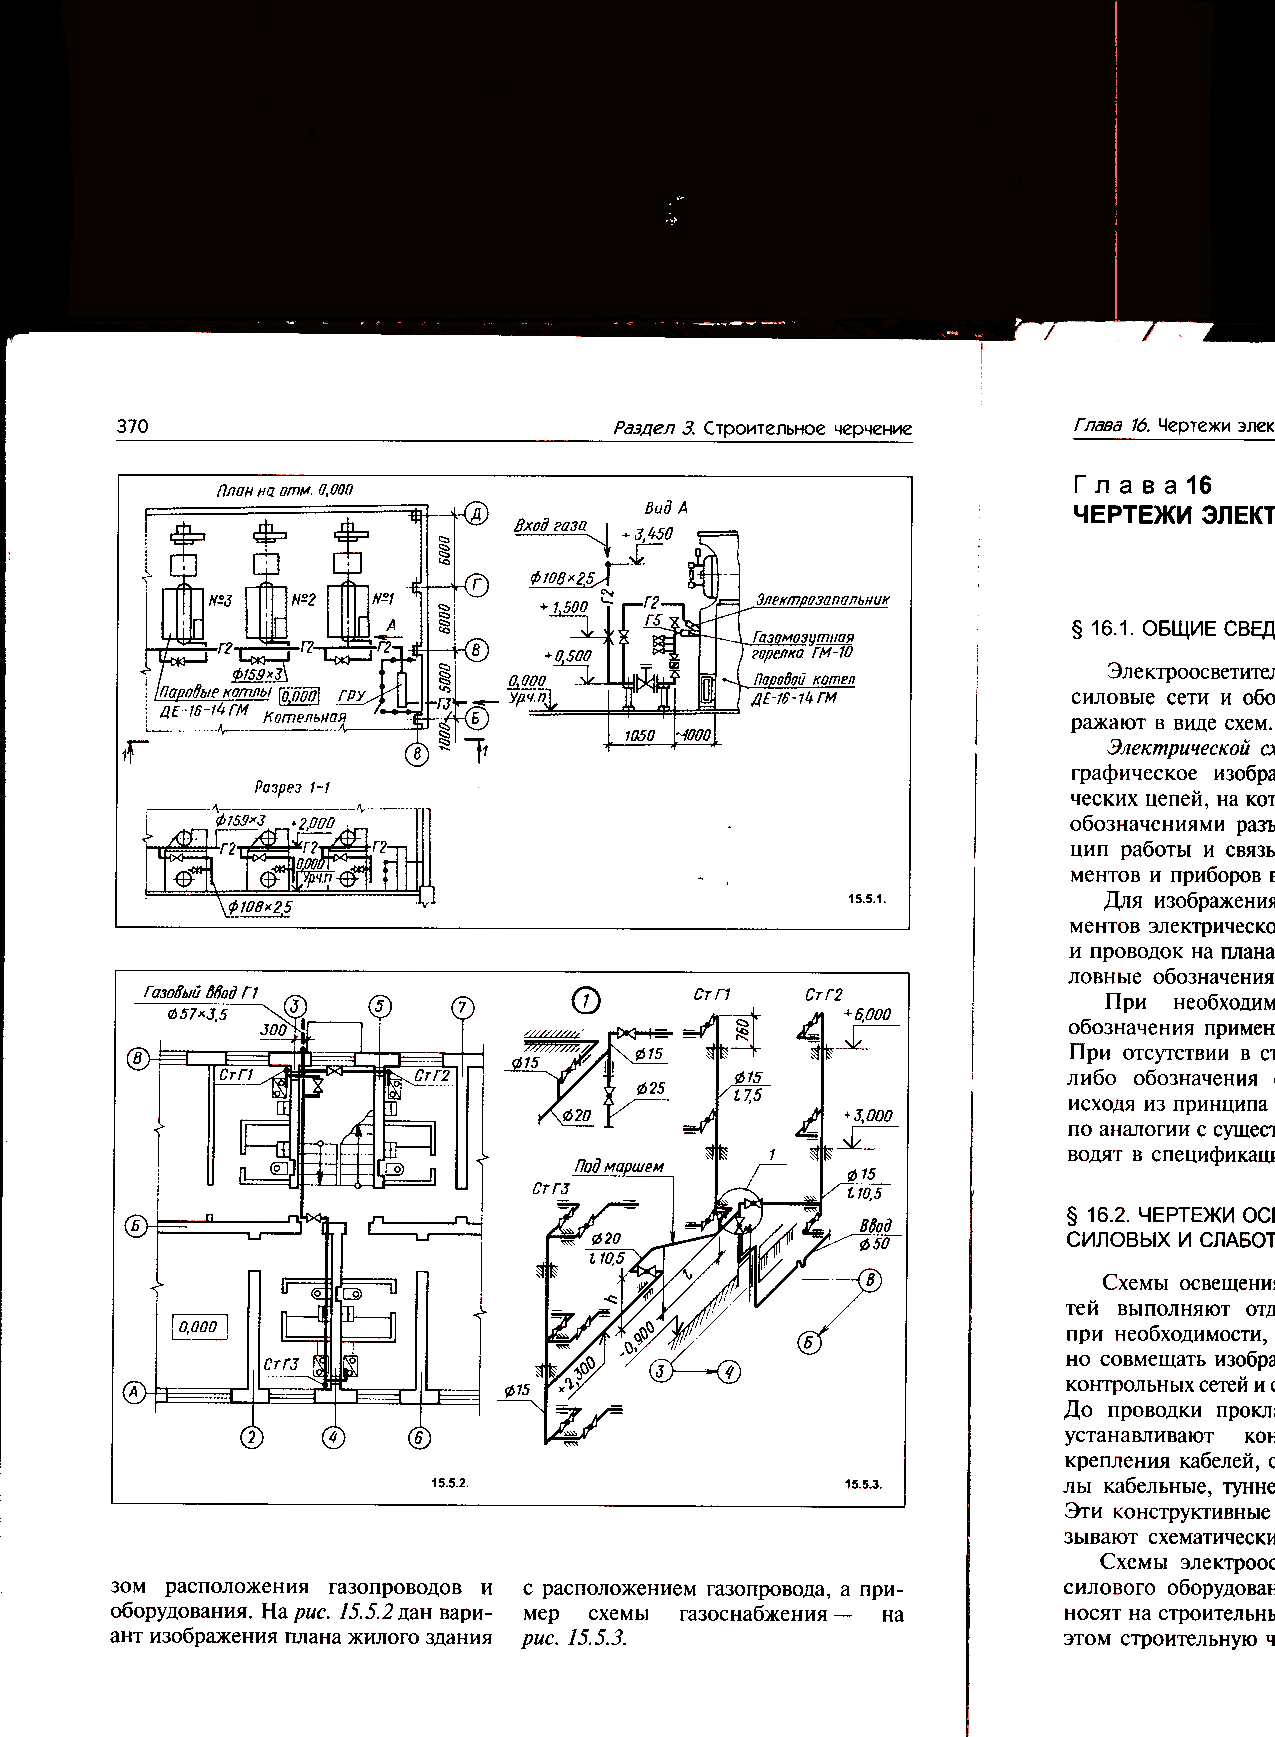 370
Раздел 3. Строительное черчение
План на отм. 0,000
Д
6000
Г
6000
В
5000
Б
1000
№3
№2
№1
А
Г2
Г2
Г2
ф159×3
Паровые котлы
0,000
ГРУ
ДЕ-16-14 ГМ
Котельная
Г3
1
В
1
Разрез 1-1
ф159×3
+2,000
Г2
Г2
Г2
0,000
Ур.ч.п
ф108×2,5
Вид А
Вход газа
+3,450
ф108×2,5
Г2
+1,500
Г2
Г5
Электрозапальник
Газомазутная
горелка ГМ-10
+0,500
0,000
Ур.ч.п
Паровой котел
ДЕ-16-14 ГМ
1050
~1000
15.5.1.
Газовый ввод Г1
ф57×3,5
300
3
5
7
В
СтГ1
СтГ2
Б
0,000
СтГ3
А
2
4
6
15.5.2.
1
СтГ1
СтГ2
+6,000
760
ф15
ф15
ф25
ф20
ф15
l7,5
+3,000
Под маршем
1
СтГ3
ф15
l10,5
ф20
l10,5
Ввод
ф50
l
h
В
Б
-0,900
+2,300
3
4
ф15
15.5.3.
зом расположения газопроводов и
оборудования. На рис. 15.5.2 дан вари-
ант изображения плана жилого здания
с расположением газопровода, а при-
мер схемы газоснабжения — на
рис. 15.5.3.
Глава 16. Чертежи элек
Глава 16
ЧЕРТЕЖИ ЭЛЕКТ
§ 16.1. ОБЩИЕ СВЕД
Электроосветител
силовые сети и обо
ражают в виде схем.
Электрической сх
графическое изобра
ческих цепей, на кот
обозначениями разъ
цип работы и связь
ментов и приборов в
Для изображения
ментов электрическо
и проводок на плана
ловные обозначения
При необходим
обозначения примен
При отсутствии в ст
либо обозначения
исходя из принципа
по аналогии с сущест
водят в спецификаци
§ 16.2. ЧЕРТЕЖИ ОС
СИЛОВЫХ И СЛАБОТ
Схемы освещени
тей выполняют отд
при необходимости,
но совмещать изобра
контрольных сетей и с
До проводки прокла
устанавливают кон
крепления кабелей, с
лы кабельные, тунне
Эти конструктивные
зывают схематически
Схемы электроос
силового оборудован
носят на строительны
этом строительную ч